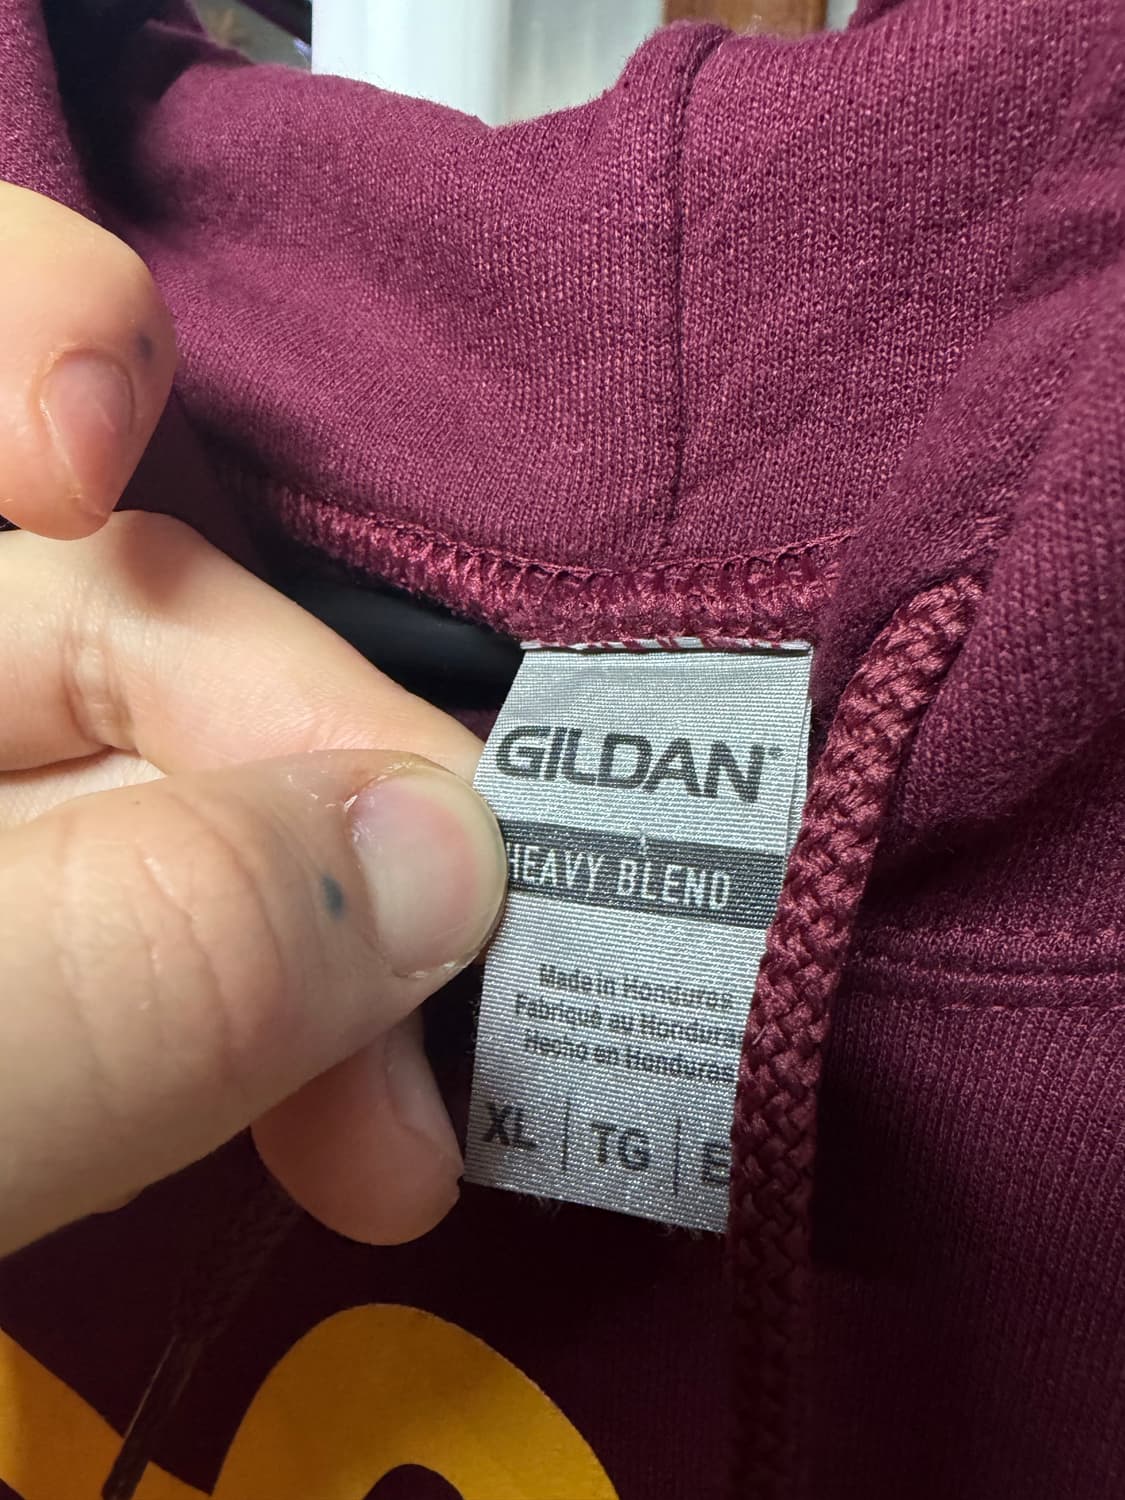 GILDAN
HEAVY BLEND
Made in Honduras
Fabriqué au Honduras
Hecho en Honduras
XL | TG | E